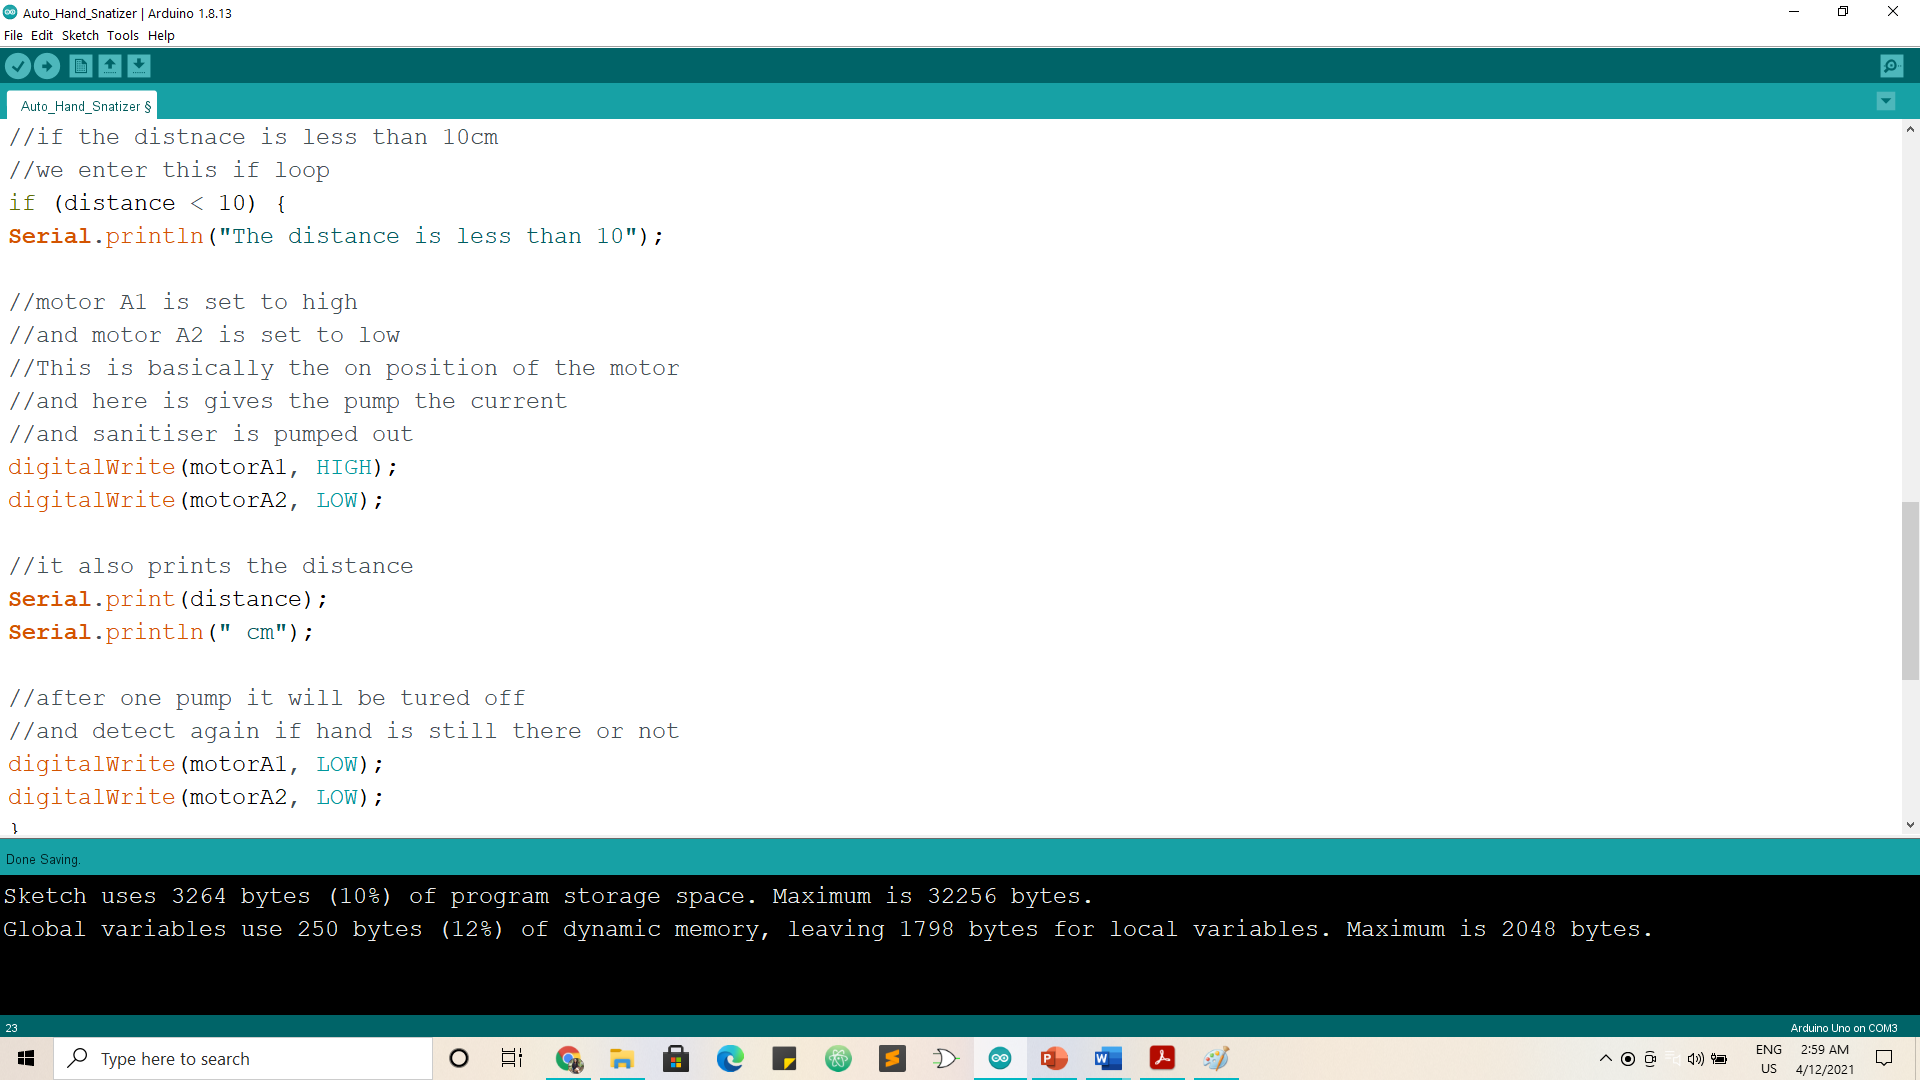 Auto_Hand_Snatizer | Arduino 1.8.13
File Edit Sketch Tools Help
Auto_Hand_Snatizer §
//if the distnace is less than 10cm
//we enter this if loop
if (distance < 10) {
Serial.println("The distance is less than 10");
//motor A1 is set to high
//and motor A2 is set to low
//This is basically the on position of the motor
//and here is gives the pump the current
//and sanitiser is pumped out
digitalWrite(motorA1, HIGH);
digitalWrite(motorA2, LOW);
//it also prints the distance
Serial.print(distance);
Serial.println(" cm");
//after one pump it will be tured off
//and detect again if hand is still there or not
digitalWrite(motorA1, LOW);
digitalWrite(motorA2, LOW);
}
Done Saving.
Sketch uses 3264 bytes (10%) of program storage space. Maximum is 32256 bytes.
Global variables use 250 bytes (12%) of dynamic memory, leaving 1798 bytes for local variables. Maximum is 2048 bytes.
23
Arduino Uno on COM3
Type here to search
ENG
US
2:59 AM
4/12/2021